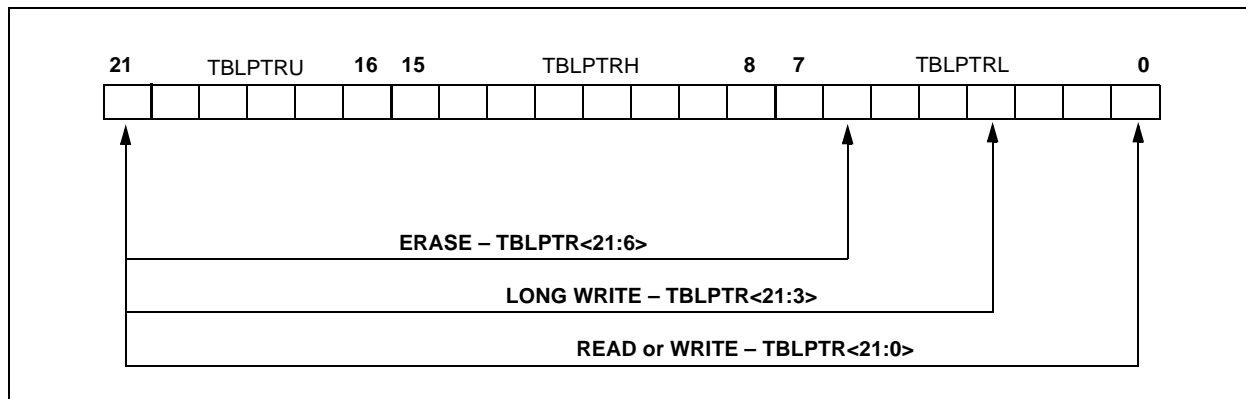 21 TBLPTRU 16 15 TBLPTRH 8 7 TBLPTRL 0
ERASE – TBLPTR<21:6>
LONG WRITE – TBLPTR<21:3>
READ or WRITE – TBLPTR<21:0>